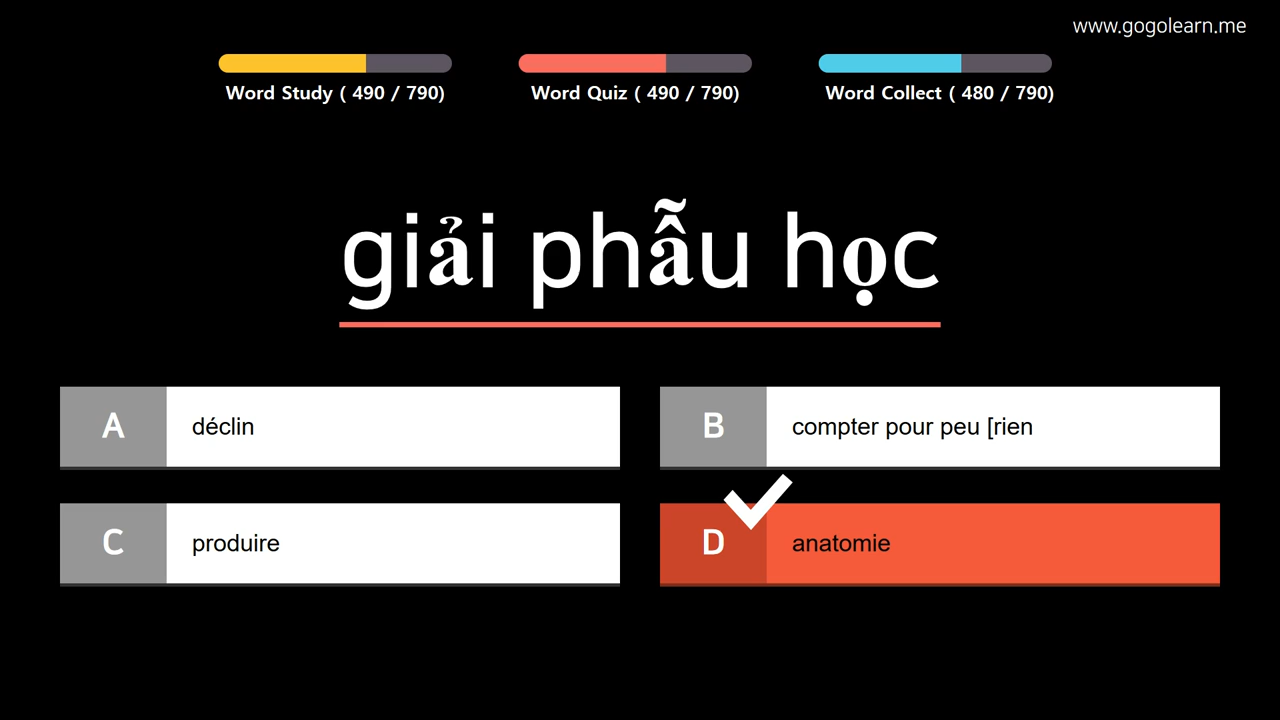 www.gogolearn.me
Word Study ( 490 / 790)
Word Quiz ( 490 / 790)
Word Collect ( 480 / 790)
giải phẫu học
A
déclin
B
compter pour peu [rien
C
produire
D
anatomie